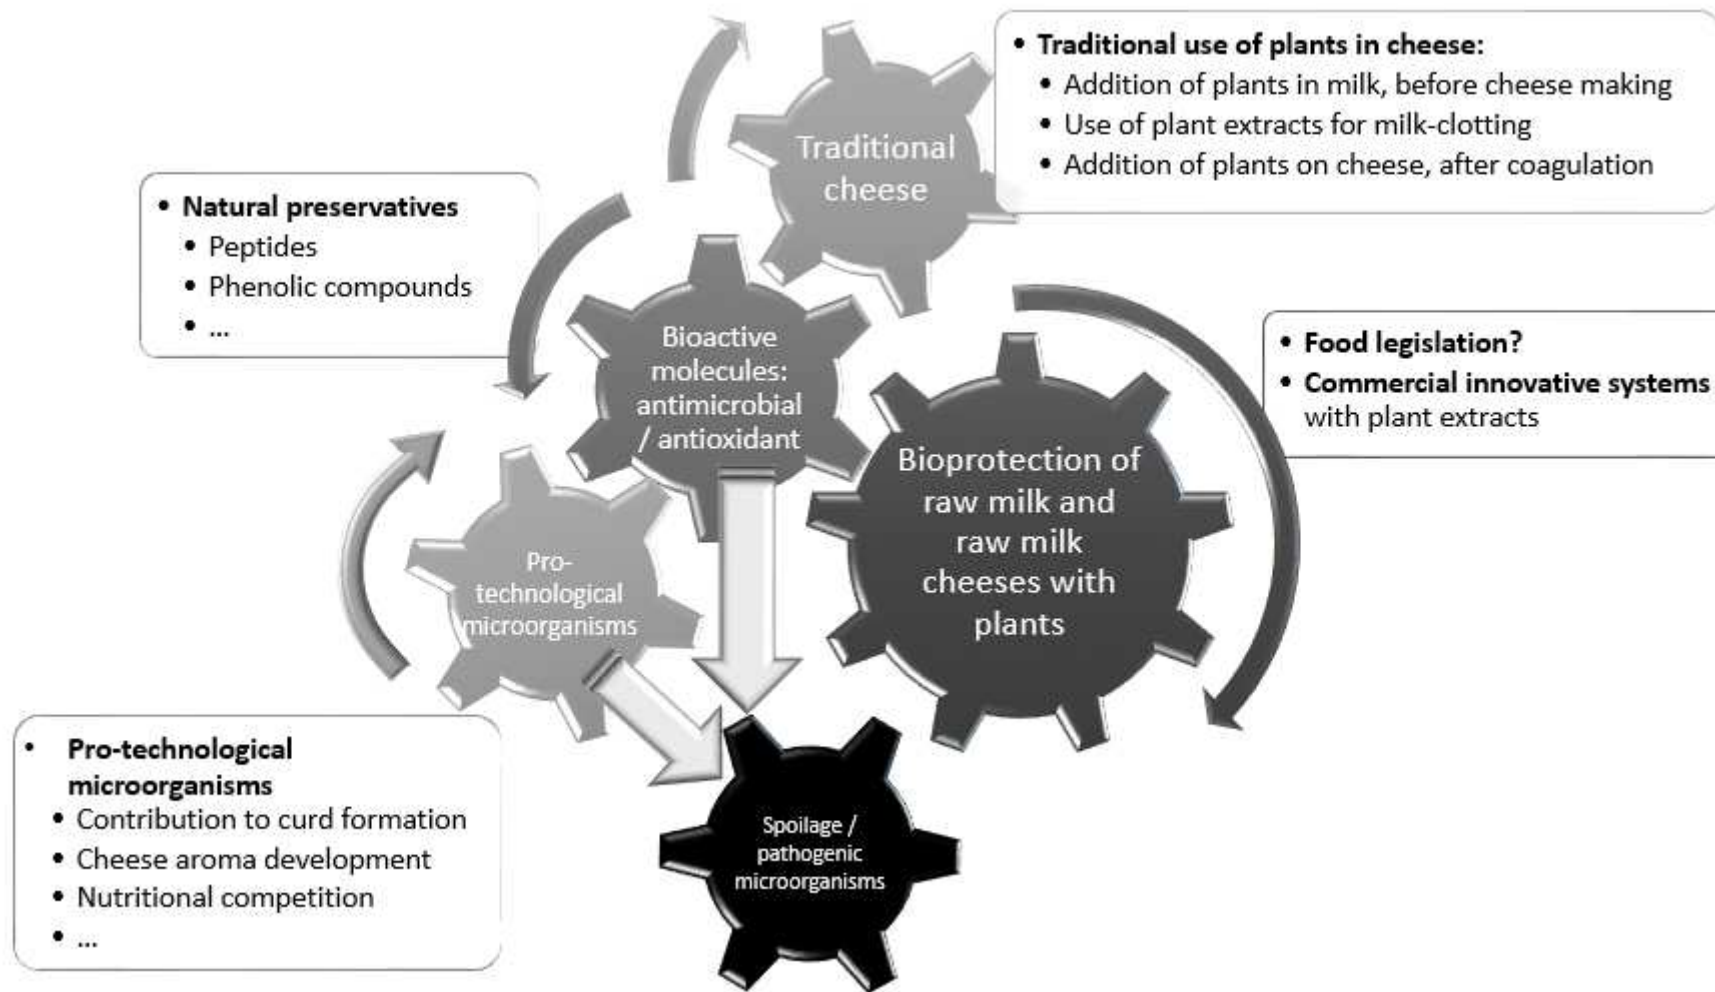 • Traditional use of plants in cheese:
• Addition of plants in milk, before cheese making
• Use of plant extracts for milk-clotting
• Addition of plants on cheese, after coagulation
Traditional
cheese
• Natural preservatives
• Peptides
• Phenolic compounds
• ...
Bioactive
molecules:
antimicrobial
/ antioxidant
• Food legislation?
• Commercial innovative systems
with plant extracts
Bioprotection of
raw milk and
raw milk
cheeses with
plants
Pro-
technological
microorganisms
• Pro-technological
microorganisms
• Contribution to curd formation
• Cheese aroma development
• Nutritional competition
• ...
Spoilage /
pathogenic
microorganisms